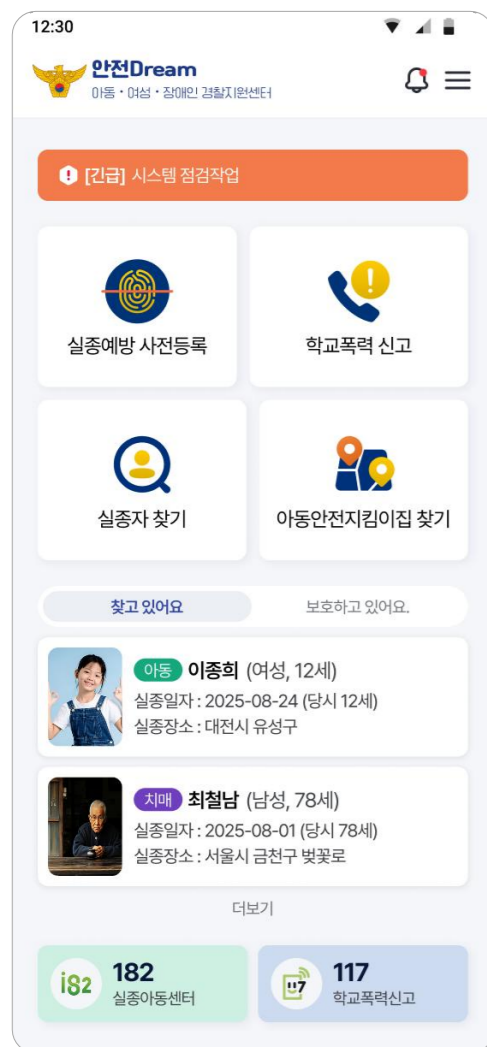 12:30
안전Dream
아동·여성·장애인 경찰지원센터
[긴급] 시스템 점검작업
실종예방 사전등록
학교폭력 신고
실종자 찾기
아동안전지킴이집 찾기
찾고 있어요
보호하고 있어요.
아동 이종희 (여성, 12세)
실종일자 : 2025-08-24 (당시 12세)
실종장소 : 대전시 유성구
치매 최철남 (남성, 78세)
실종일자 : 2025-08-01 (당시 78세)
실종장소 : 서울시 금천구 벚꽃로
더보기
i82 182
실종아동센터
117 117
학교폭력신고